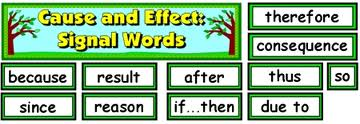 Cause and Effect:
Signal Words
therefore
consequence
because
result
after
thus
so
since
reason
if...then
due to